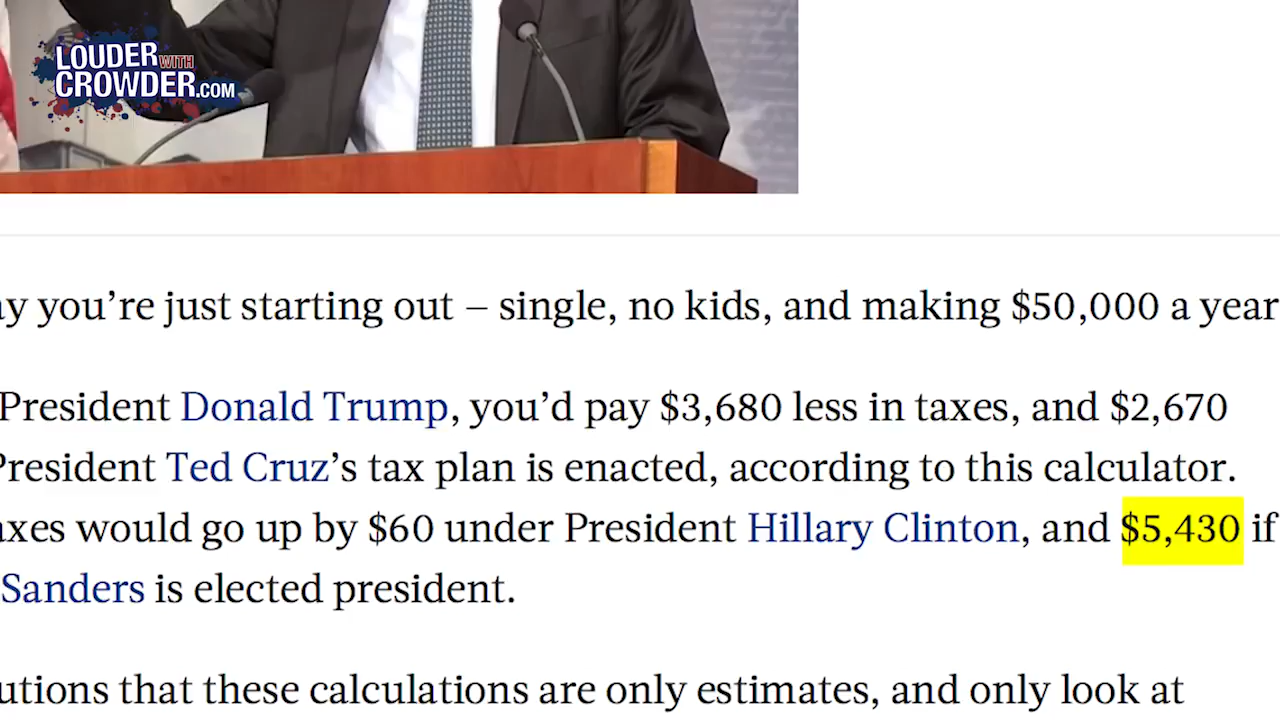 LOUDER WITH
CROWDER.COM
you're just starting out – single, no kids, and making $50,000 a year
President Donald Trump, you'd pay $3,680 less in taxes, and $2,670
President Ted Cruz's tax plan is enacted, according to this calculator.
would go up by $60 under President Hillary Clinton, and $5,430 if
Sanders is elected president.
that these calculations are only estimates, and only look at